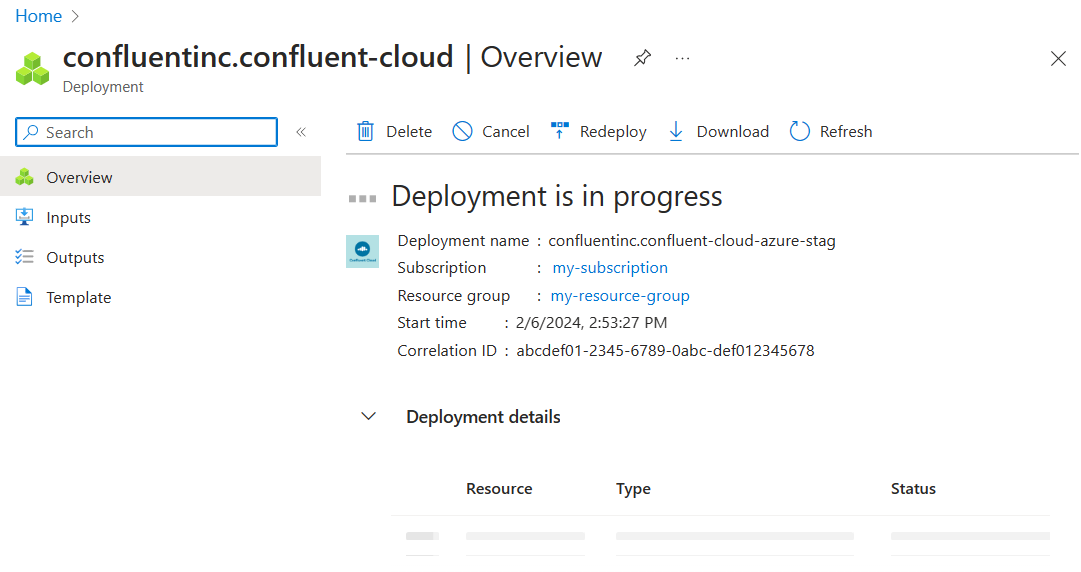 Home
confluentinc.confluent-cloud | Overview
Deployment
Search
Delete
Cancel
Redeploy
Download
Refresh
Overview
Inputs
Outputs
Template
Deployment is in progress
Deployment name : confluentinc.confluent-cloud-azure-stag
Subscription : my-subscription
Resource group : my-resource-group
Start time : 2/6/2024, 2:53:27 PM
Correlation ID : abcdef01-2345-6789-0abc-def012345678
Confluent Cloud
Deployment details
Resource Type Status